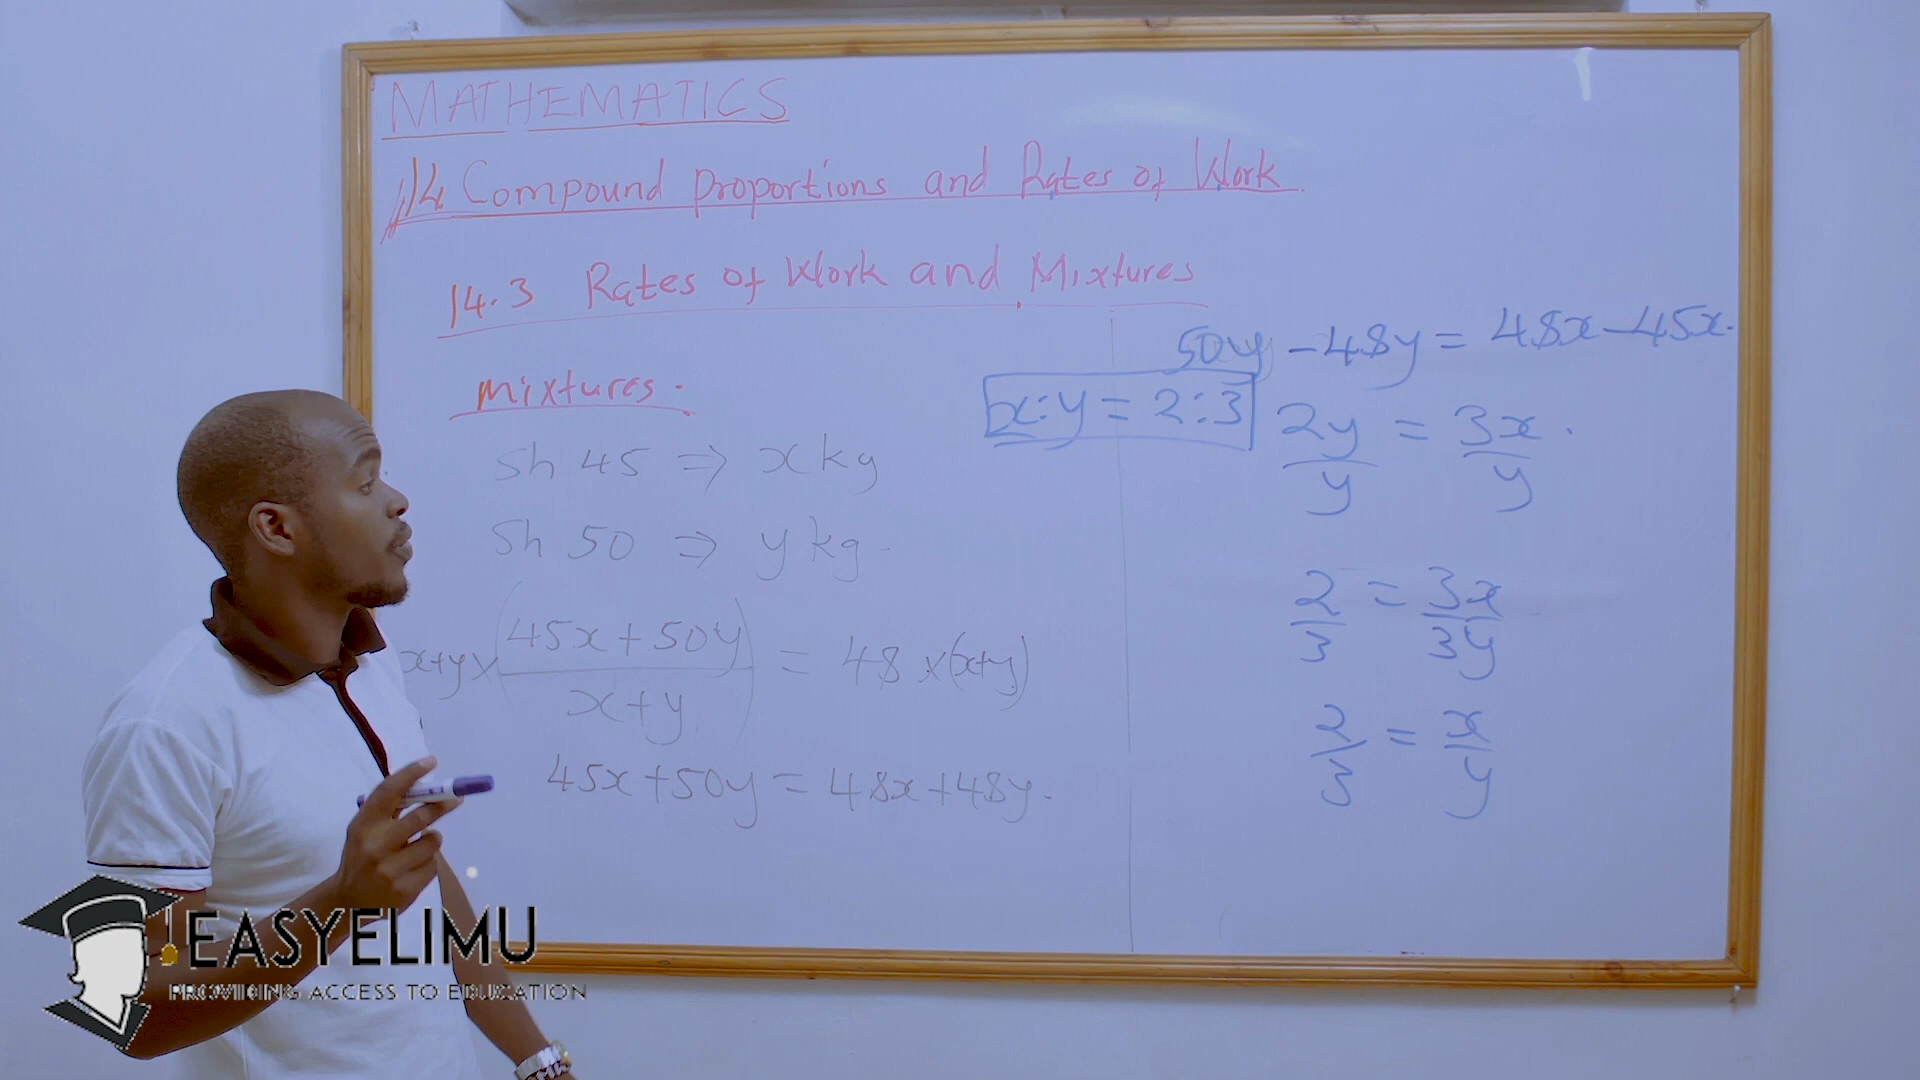 MATHEMATICS
14 Compound proportions and Rates of Work
14.3 Rates of Work and Mixtures
mixtures.
Sh 45 ⇒ x kg
Sh 50 ⇒ y kg.
x+y × (45x + 50y / x + y) = 48 × (x+y)
45x + 50y = 48x + 48y.
50y - 48y = 48x - 45x.
x:y = 2:3
2y / y = 3x / y.
2/3 = 3x/3y
2/3 = x/y
EASYELIMU
PROVIDING ACCESS TO EDUCATION